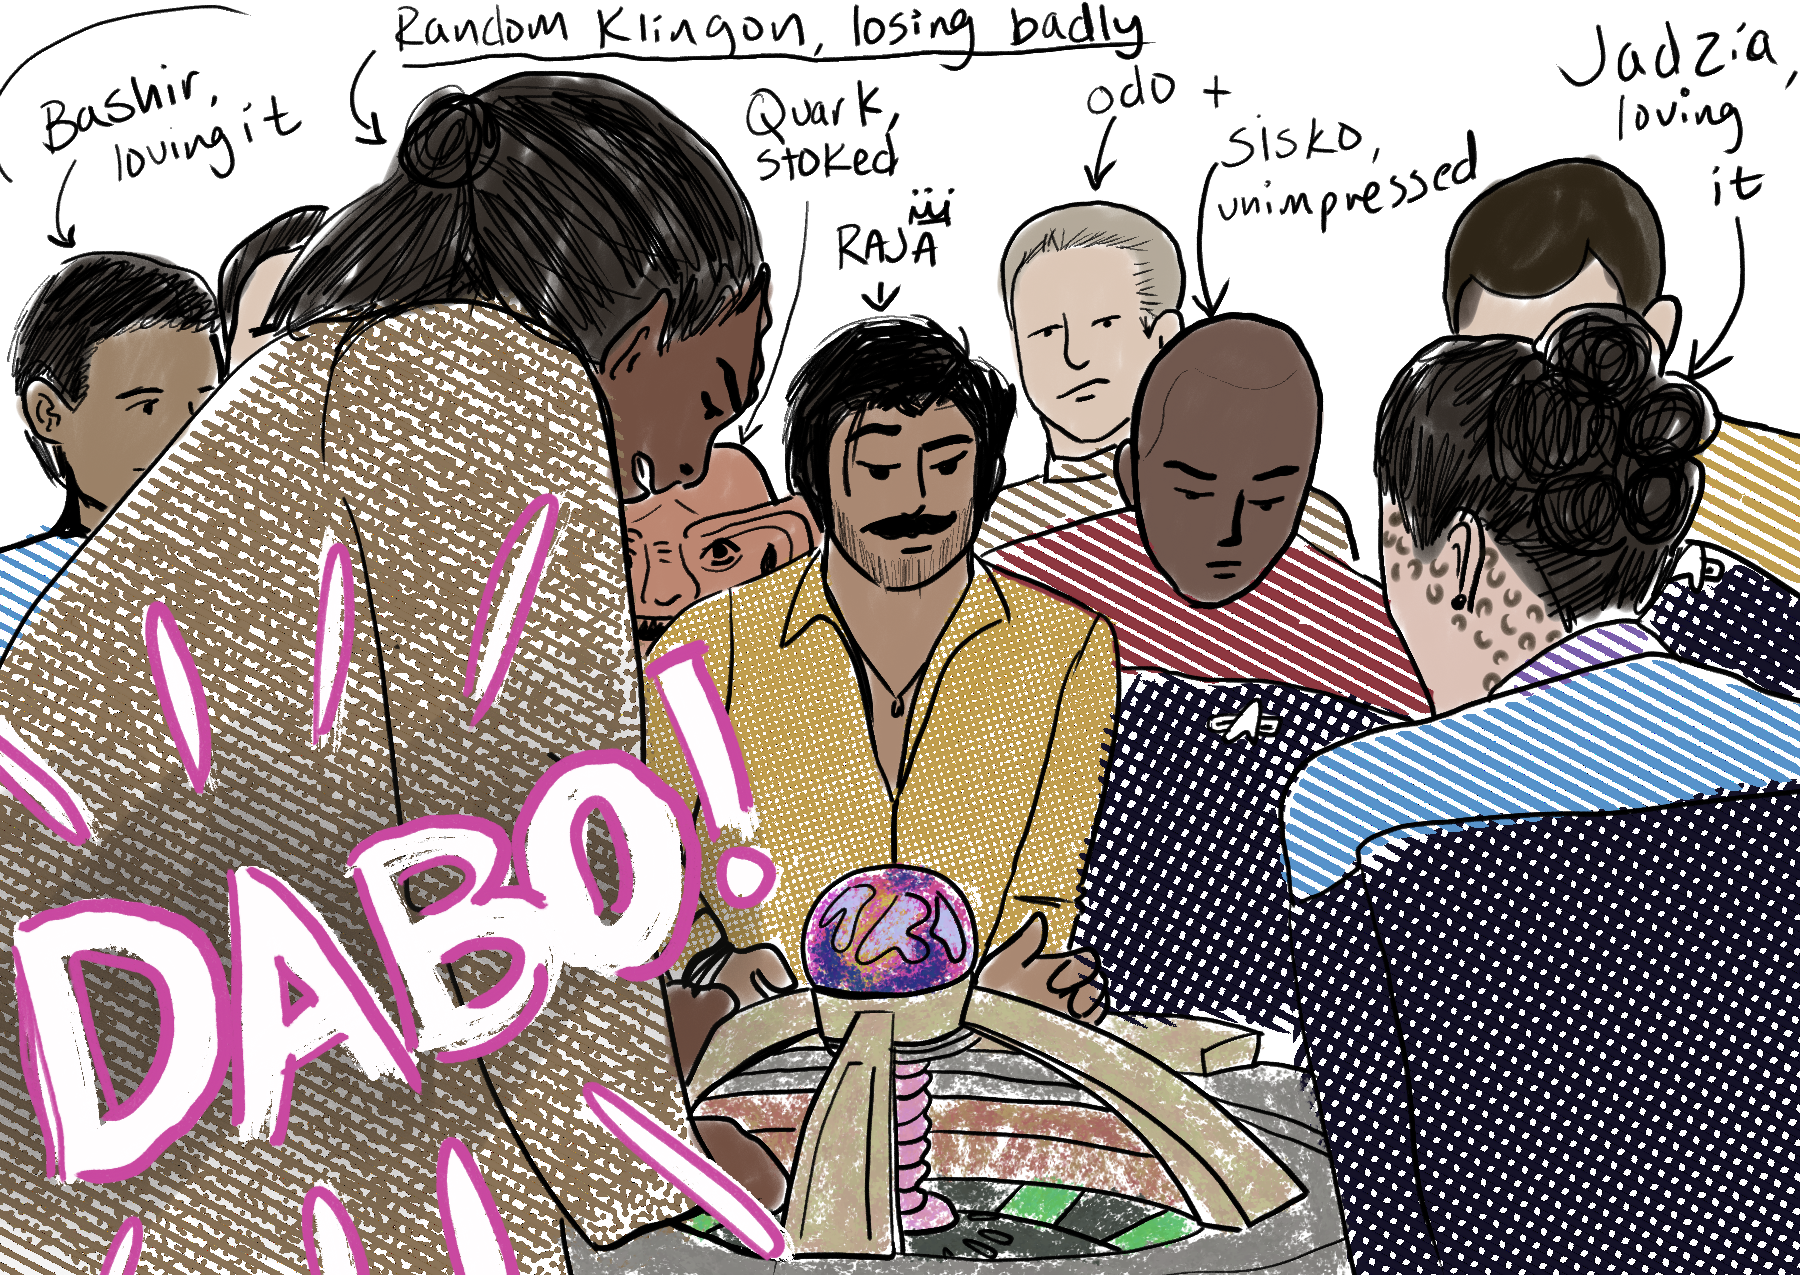 Random Klingon, losing badly
Bashir,
loving it
Quark,
stoked
RAJA
odo +
sisko,
unimpressed
Jadzia,
loving
it
DABO!